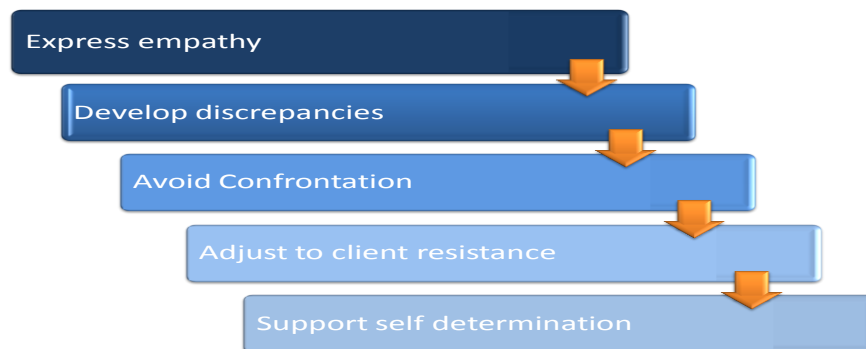 Express empathy
Develop discrepancies
Avoid Confrontation
Adjust to client resistance
Support self determination